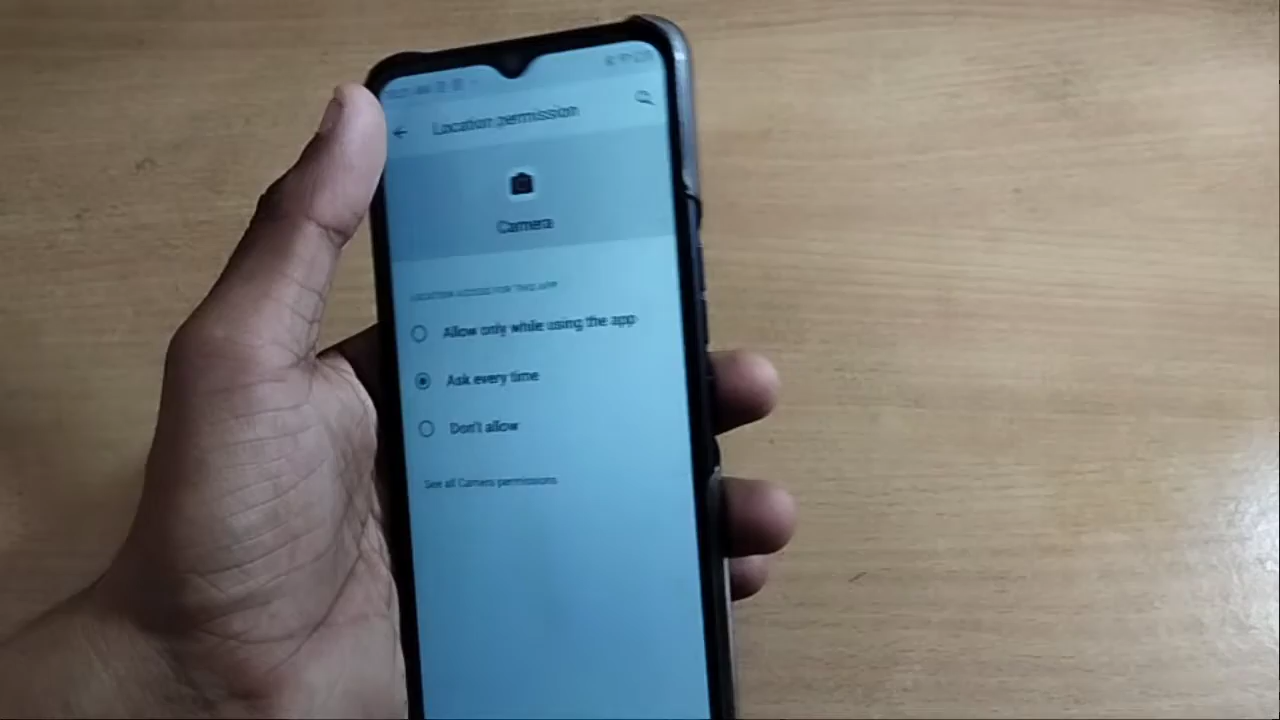 Location permission
Camera
LOCATION ACCESS FOR THIS APP
Allow only while using the app
Ask every time
Don't allow
See all Camera permissions